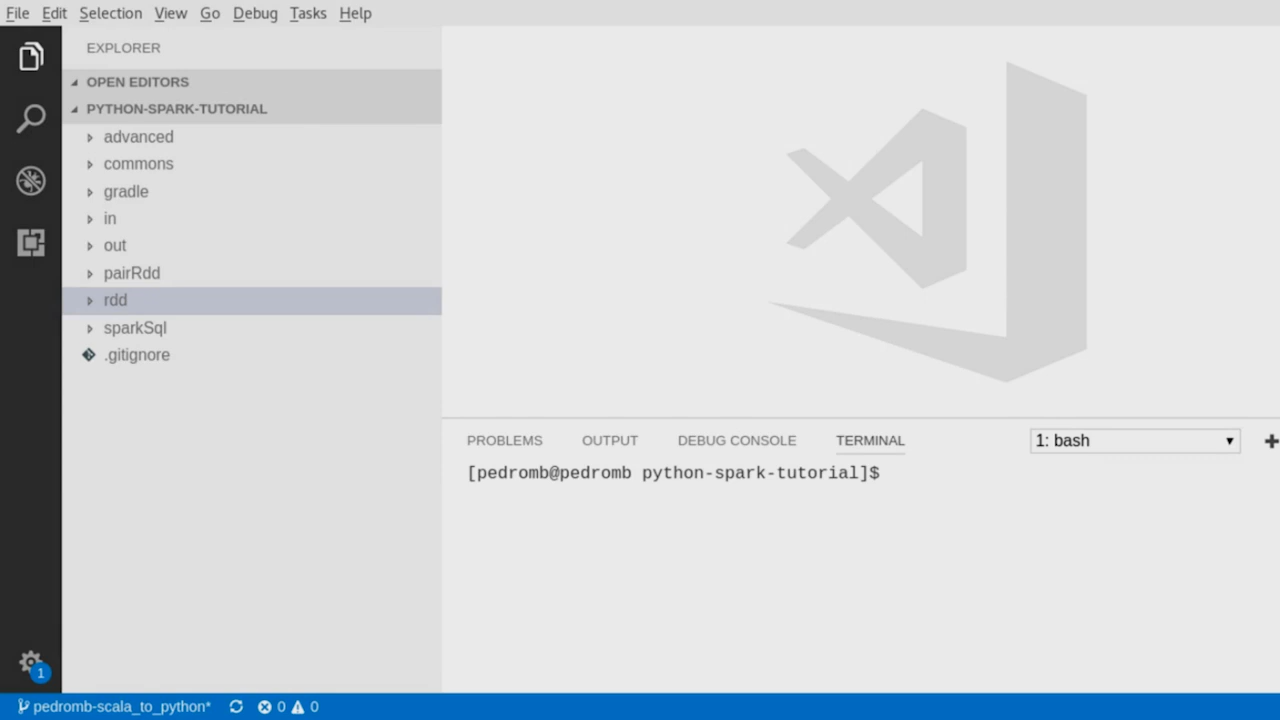 File Edit Selection View Go Debug Tasks Help
EXPLORER
OPEN EDITORS
PYTHON-SPARK-TUTORIAL
advanced
commons
gradle
in
out
pairRdd
rdd
sparkSql
.gitignore
PROBLEMS OUTPUT DEBUG CONSOLE TERMINAL 1: bash
[pedromb@pedromb python-spark-tutorial]$
1
pedromb-scala_to_python* 0 0